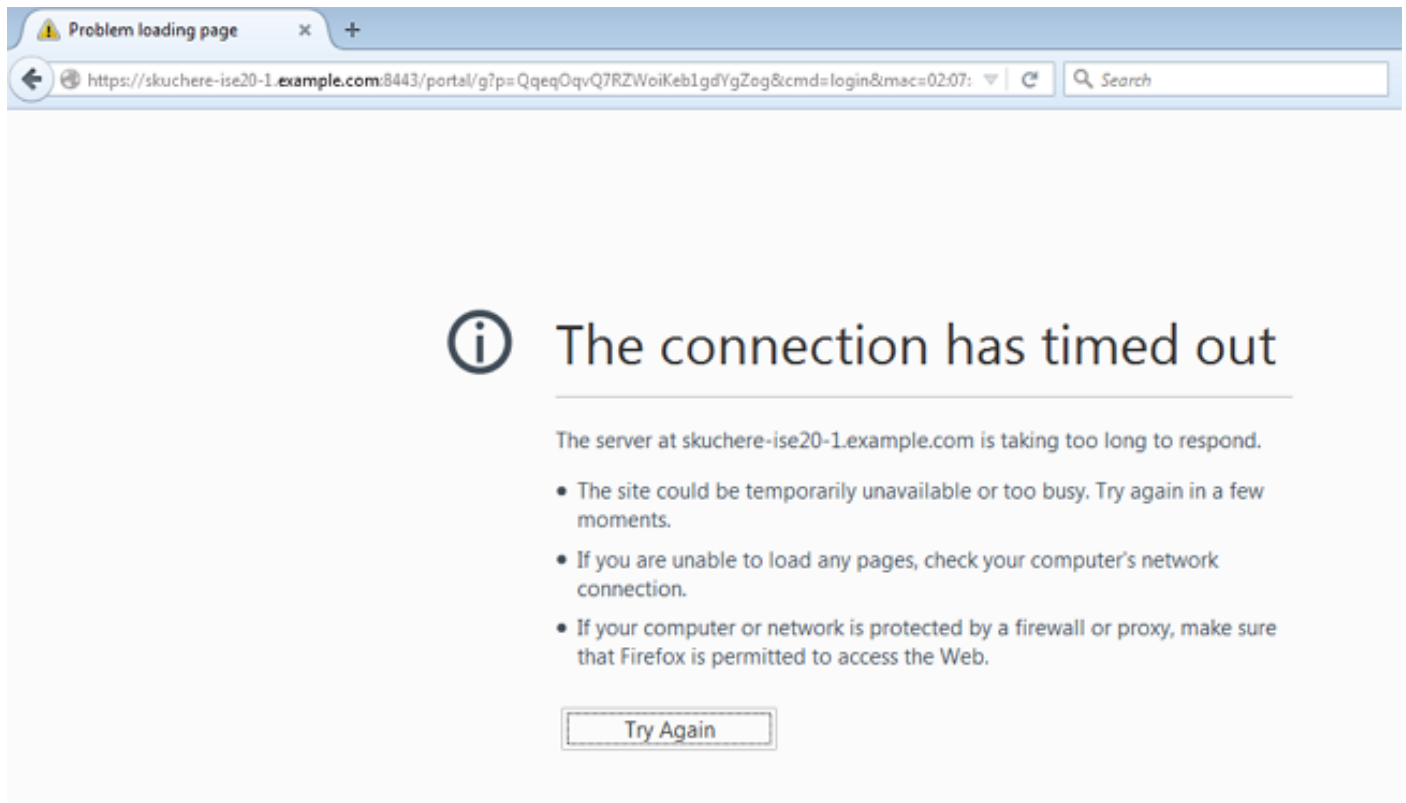 Problem loading page
https://skuchere-ise20-1.example.com:8443/portal/g?p=QqeqOqvQ7RZWoiKeb1gdYgZog&cmd=login&mac=02:07: Search
The connection has timed out
The server at skuchere-ise20-1.example.com is taking too long to respond.
The site could be temporarily unavailable or too busy. Try again in a few
moments.
If you are unable to load any pages, check your computer's network
connection.
If your computer or network is protected by a firewall or proxy, make sure
that Firefox is permitted to access the Web.
Try Again